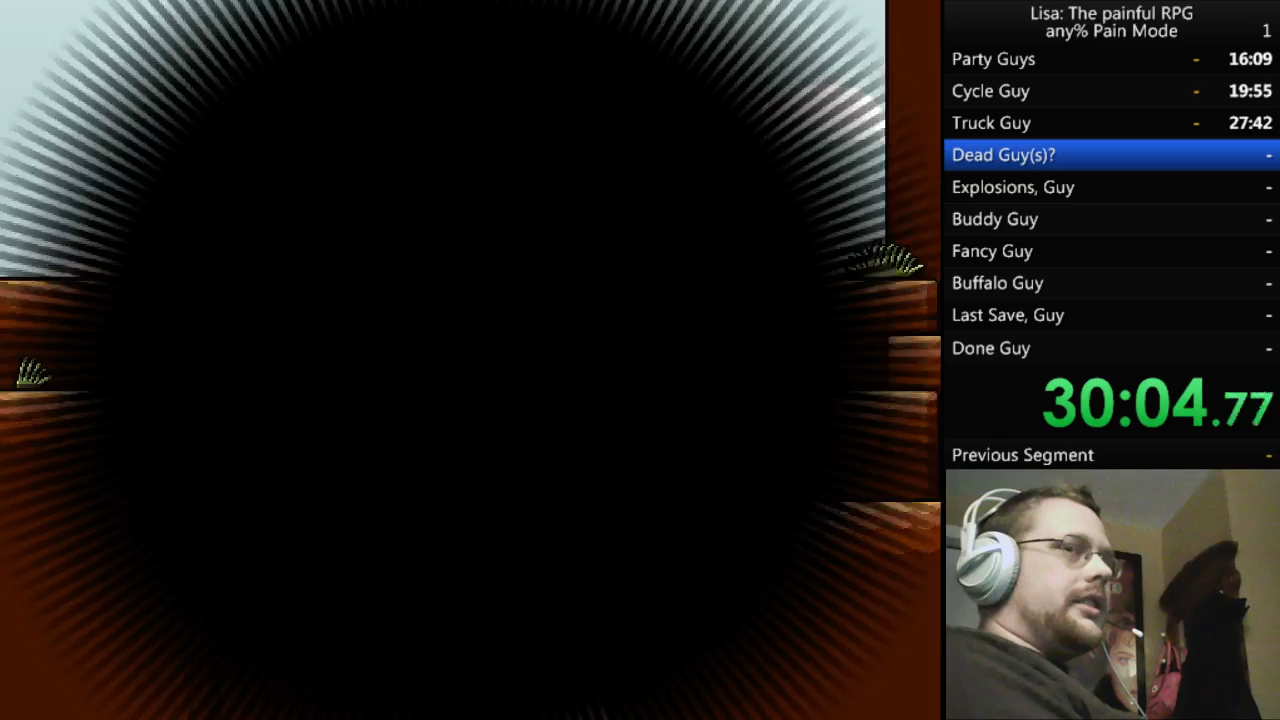 Lisa: The painful RPG
any% Pain Mode 1
Party Guys - 16:09
Cycle Guy - 19:55
Truck Guy - 27:42
Dead Guy(s)? -
Explosions, Guy -
Buddy Guy -
Fancy Guy -
Buffalo Guy -
Last Save, Guy -
Done Guy -
30:04.77
Previous Segment -